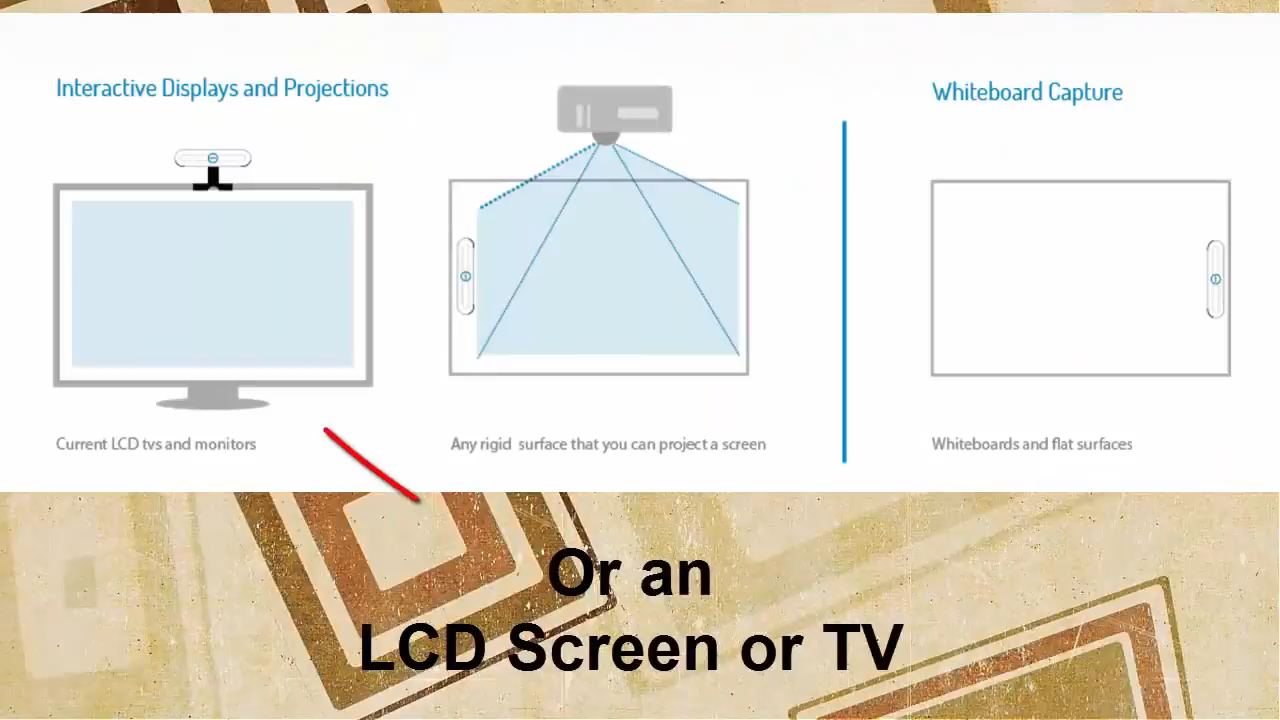 Interactive Displays and Projections
Whiteboard Capture
Current LCD tvs and monitors
Any rigid surface that you can project a screen
Whiteboards and flat surfaces
Or an
LCD Screen or TV